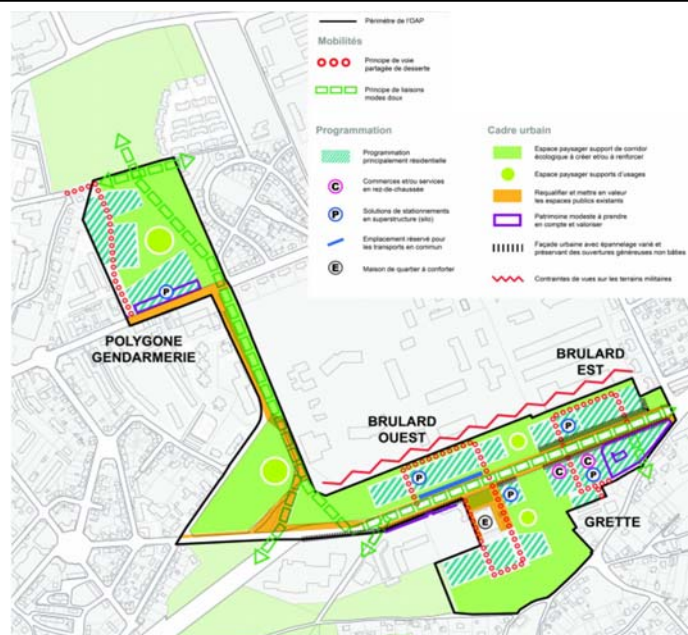 Périmètre de l'OAP
Mobilités
Principe de voie
partagée de desserte
Principe de liaisons
modes doux
Programmation
Programmation
principalement résidentielle
C
Commerces et/ou services
en rez-de-chaussée
P
Solutions de stationnements
en superstructure (silo)
Emplacement réservé pour
les transports en commun
E
Maison de quartier à conforter
Cadre urbain
Espace paysager support de corridor
écologique à créer et/ou à renforcer
Espace paysager supports d'usages
Requalifier et mettre en valeur
les espaces publics existants
Patrimoine modeste à prendre
en compte et valoriser
Façade urbaine avec épannelage varié et
préservant des ouvertures généreuses non bâties
Contraintes de vues sur les terrains militaires
P
POLYGONE
GENDARMERIE
BRULARD
EST
BRULARD
OUEST
P
P
P
C
C
P
E
GRETTE